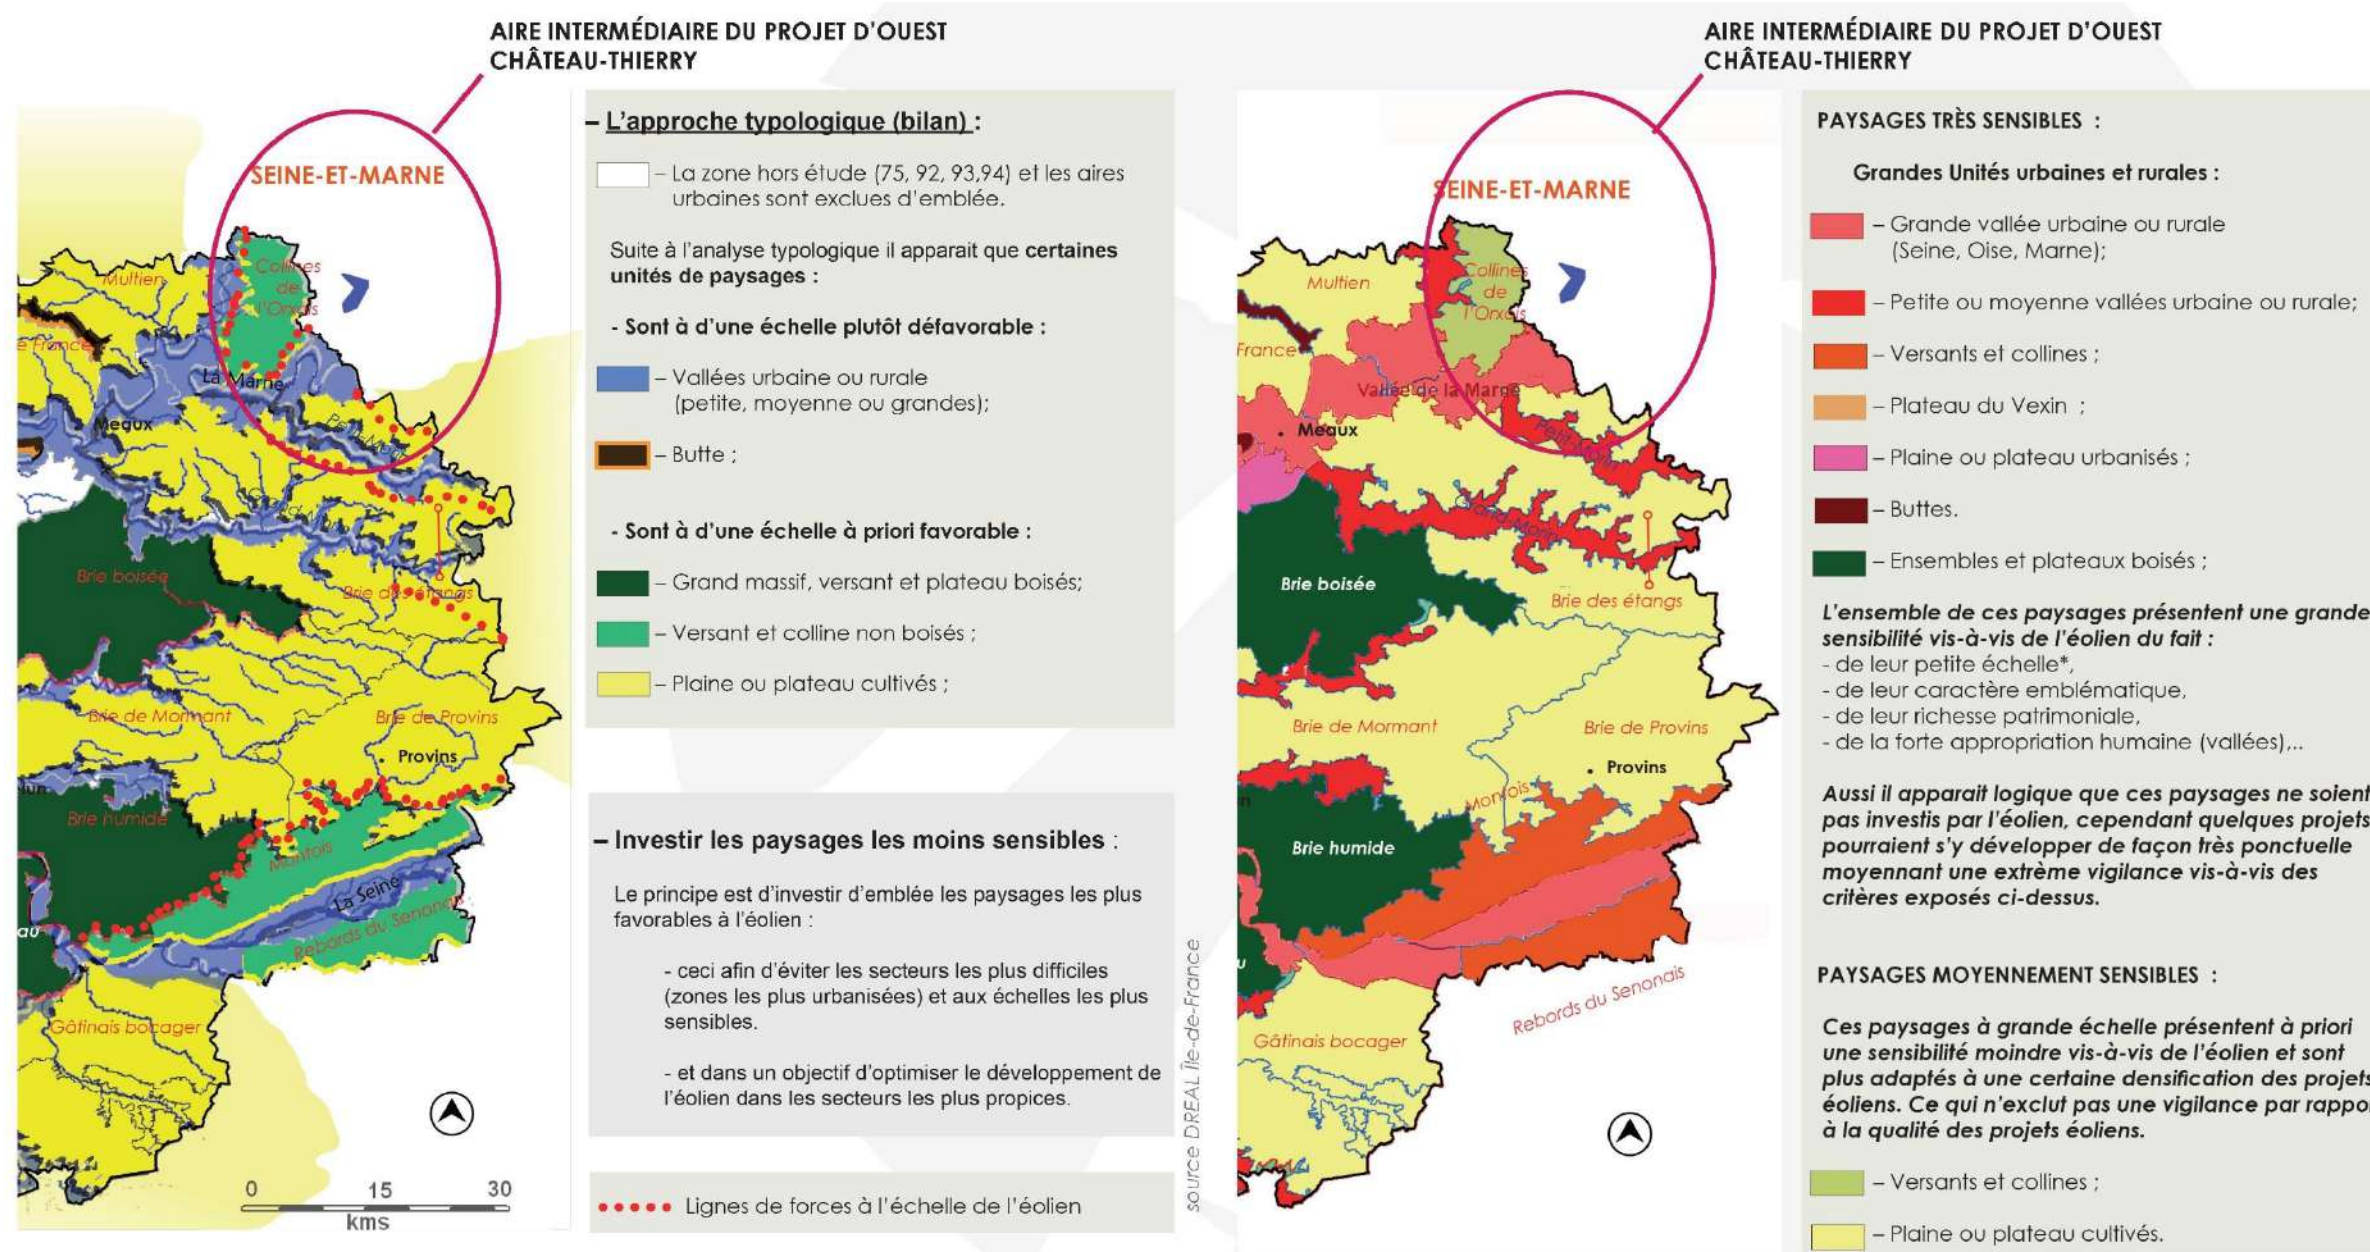 AIRE INTERMÉDIAIRE DU PROJET D'OUEST
CHÂTEAU-THIERRY
SEINE-ET-MARNE
Multien
Collines
de
l'Orxois
e France
La Marne
Meaux
Petit-Morin
Grand-Morin
Brie boisée
Brie des étangs
Brie de Mormant
Brie de Provins
Provins
lun
Brie humide
Montois
La Seine
Rebords du Senonais
au
Gâtinais bocager
0 15 30
kms
– L'approche typologique (bilan) :
– La zone hors étude (75, 92, 93,94) et les aires
urbaines sont exclues d'emblée.
Suite à l'analyse typologique il apparait que certaines
unités de paysages :
- Sont à d'une échelle plutôt défavorable :
– Vallées urbaine ou rurale
(petite, moyenne ou grandes);
– Butte ;
- Sont à d'une échelle à priori favorable :
– Grand massif, versant et plateau boisés;
– Versant et colline non boisés ;
– Plaine ou plateau cultivés ;
– Investir les paysages les moins sensibles :
Le principe est d'investir d'emblée les paysages les plus
favorables à l'éolien :
- ceci afin d'éviter les secteurs les plus difficiles
(zones les plus urbanisées) et aux échelles les plus
sensibles.
- et dans un objectif d'optimiser le développement de
l'éolien dans les secteurs les plus propices.
Lignes de forces à l'échelle de l'éolien
source DREAL Île-de-France
AIRE INTERMÉDIAIRE DU PROJET D'OUEST
CHÂTEAU-THIERRY
SEINE-ET-MARNE
Multien
Collines
de
l'Orxois
France
Vallée de la Marne
Meaux
Petit-Morin
Grand-Morin
Brie boisée
Brie des étangs
Brie de Mormant
Brie de Provins
Provins
Montois
Brie humide
u
Rebords du Senonais
Gâtinais bocager
PAYSAGES TRÈS SENSIBLES :
Grandes Unités urbaines et rurales :
– Grande vallée urbaine ou rurale
(Seine, Oise, Marne);
– Petite ou moyenne vallées urbaine ou rurale;
– Versants et collines ;
– Plateau du Vexin ;
– Plaine ou plateau urbanisés ;
– Buttes.
– Ensembles et plateaux boisés ;
L'ensemble de ces paysages présentent une grande
sensibilité vis-à-vis de l'éolien du fait :
- de leur petite échelle*,
- de leur caractère emblématique,
- de leur richesse patrimoniale,
- de la forte appropriation humaine (vallées)...
Aussi il apparait logique que ces paysages ne soient
pas investis par l'éolien, cependant quelques projets
pourraient s'y développer de façon très ponctuelle
moyennant une extrême vigilance vis-à-vis des
critères exposés ci-dessus.
PAYSAGES MOYENNEMENT SENSIBLES :
Ces paysages à grande échelle présentent à priori
une sensibilité moindre vis-à-vis de l'éolien et sont
plus adaptés à une certaine densification des projets
éoliens. Ce qui n'exclut pas une vigilance par rappo
à la qualité des projets éoliens.
– Versants et collines ;
– Plaine ou plateau cultivés.